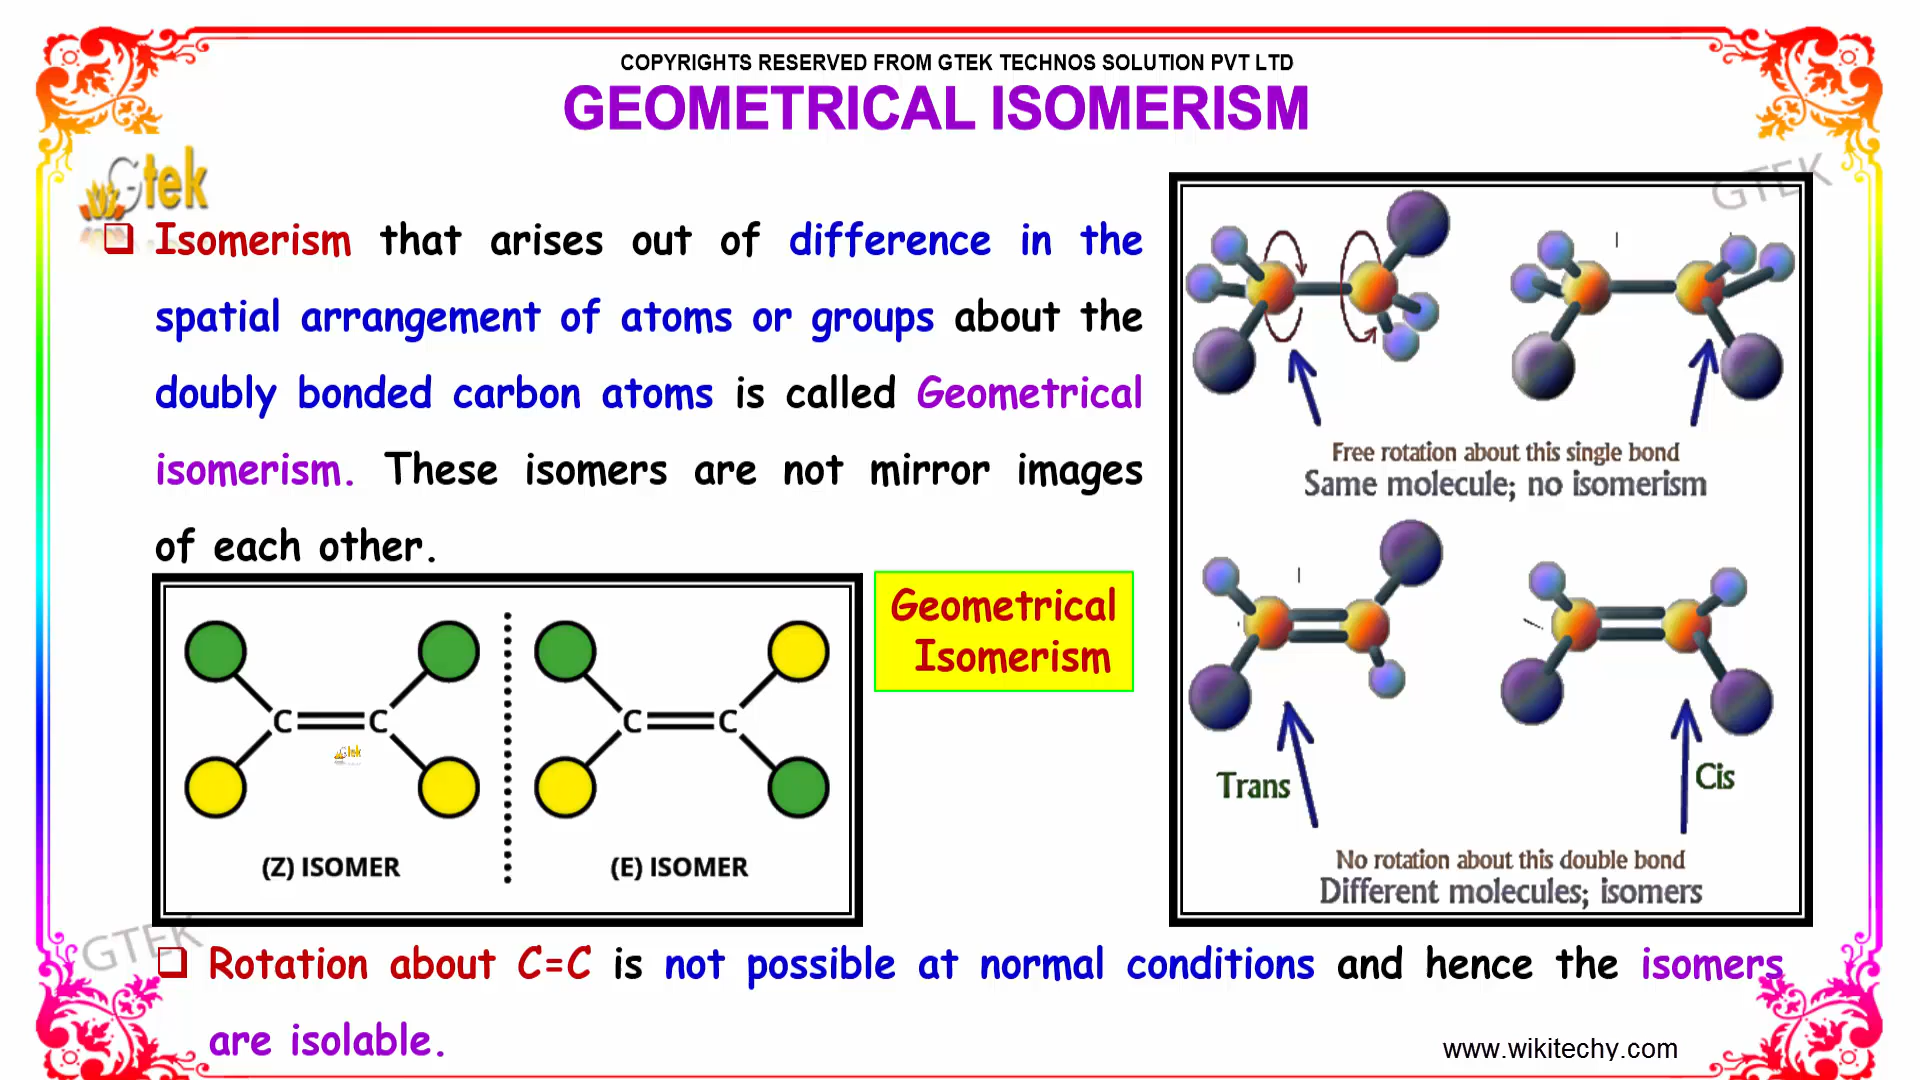 COPYRIGHTS RESERVED FROM GTEK TECHNOS SOLUTION PVT LTD
GEOMETRICAL ISOMERISM
Gtek
GTEK
Isomerism that arises out of difference in the
spatial arrangement of atoms or groups about the
doubly bonded carbon atoms is called Geometrical
isomerism. These isomers are not mirror images
of each other.
Free rotation about this single bond
Same molecule; no isomerism
Geometrical
Isomerism
C C
C C
Gtek
(Z) ISOMER
(E) ISOMER
Trans
Cis
No rotation about this double bond
Different molecules; isomers
GTEK
Rotation about C=C is not possible at normal conditions and hence the isomers
are isolable.
www.wikitechy.com